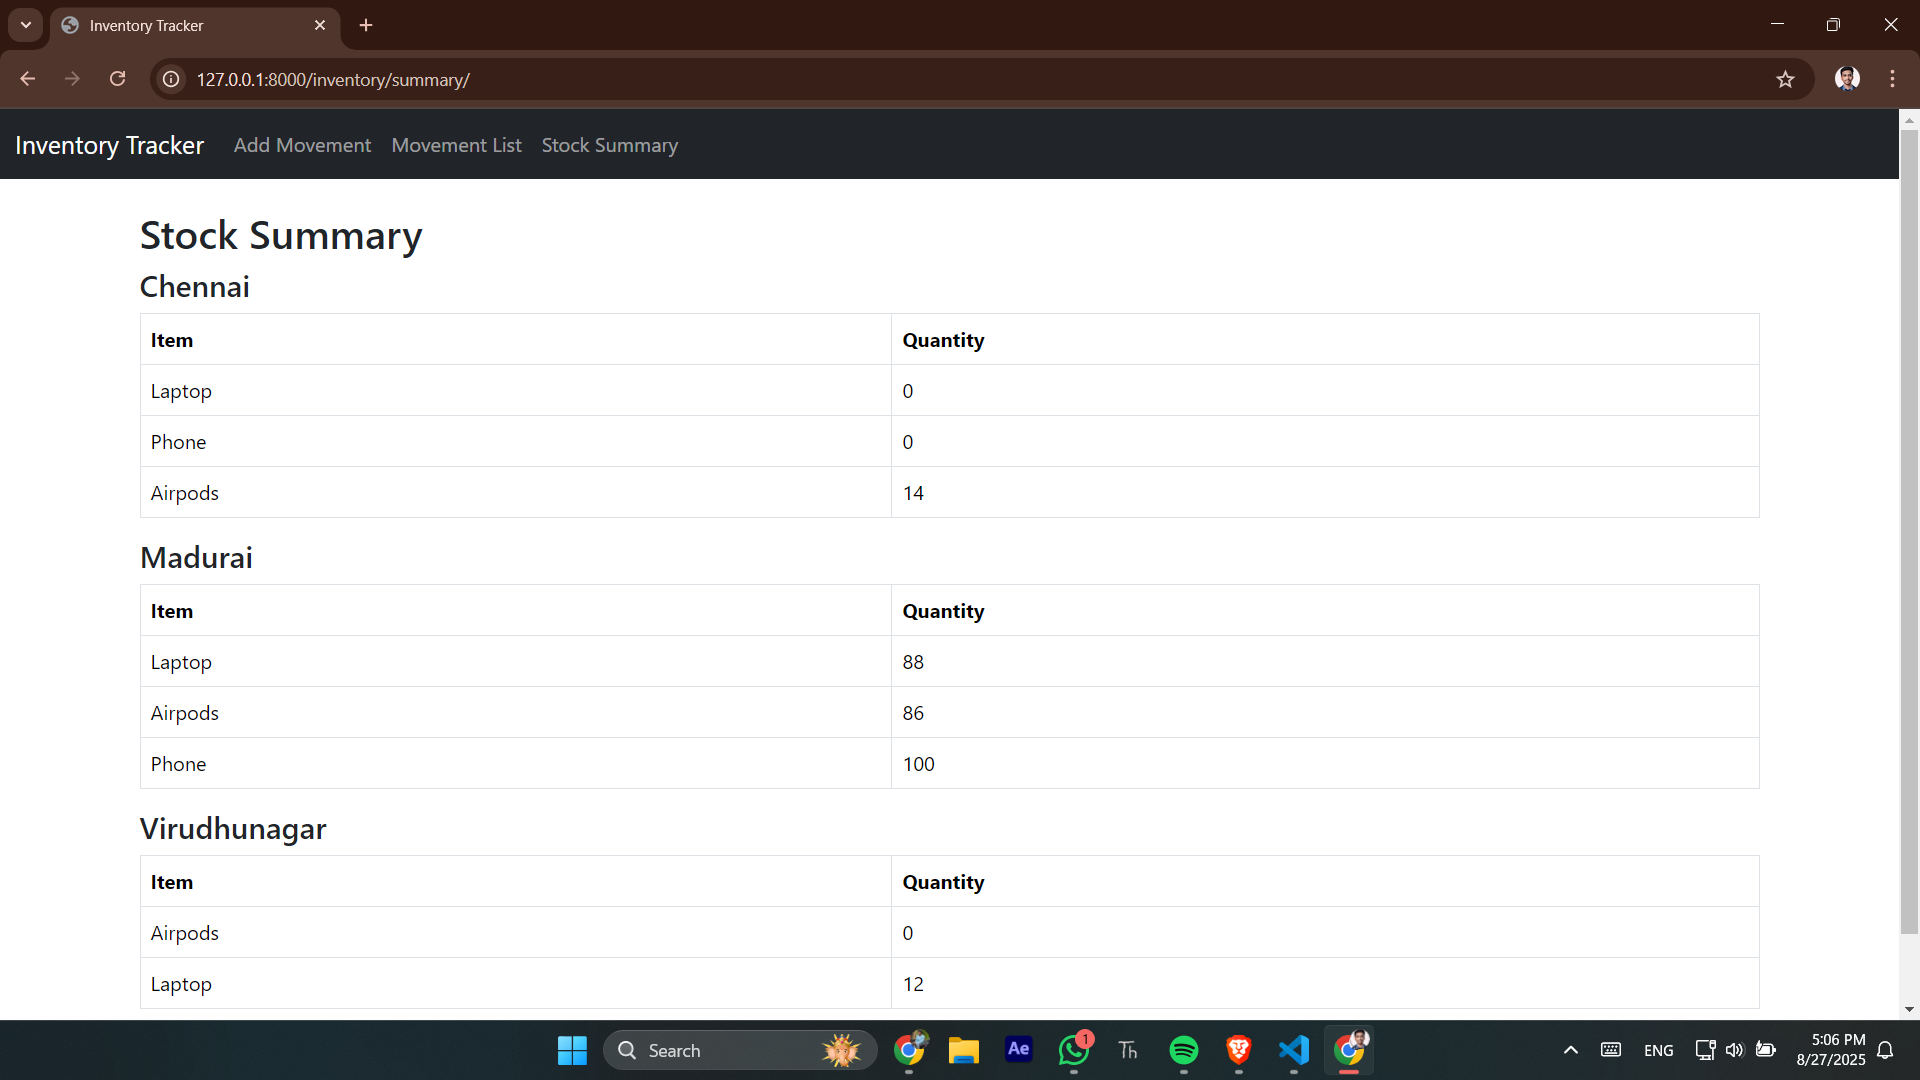 Inventory Tracker
127.0.0.1:8000/inventory/summary/
Inventory Tracker Add Movement Movement List Stock Summary
Stock Summary
Chennai
Item Quantity
Laptop 0
Phone 0
Airpods 14
Madurai
Item Quantity
Laptop 88
Airpods 86
Phone 100
Virudhunagar
Item Quantity
Airpods 0
Laptop 12
Search Ae 1 Th ENG 5:06 PM
8/27/2025